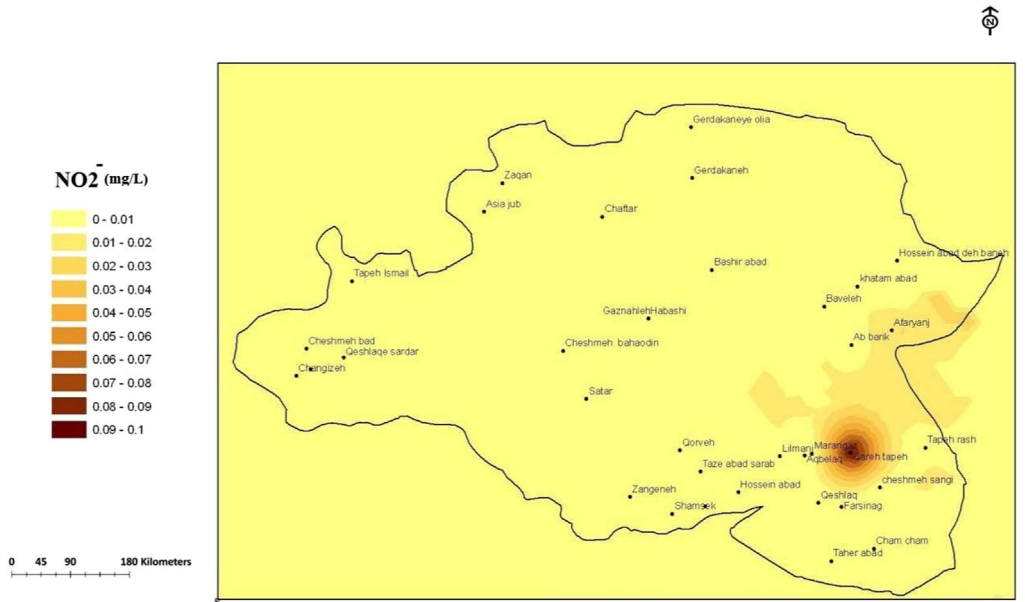 N
NO2⁻ (mg/L)
0 - 0.01
0.01 - 0.02
0.02 - 0.03
0.03 - 0.04
0.04 - 0.05
0.05 - 0.06
0.06 - 0.07
0.07 - 0.08
0.08 - 0.09
0.09 - 0.1
0 45 90 180 Kilometers
Gerdakaneye olia
Zaqan
Gerdakaneh
Asia jub
Chaftar
Hossein abad deh baneh
Bashir abad
Tapeh Ismail
khatam abad
Baveleh
GaznahlehHabashi
Afaryanj
Ab barik
Cheshmeh bad
Cheshmeh bahaodin
Qeshlaqe sardar
Changizeh
Satar
Qorveh
Lilmanj
Tapeh rash
Aqbelaq
Qareh tapeh
Taze abad sarab
cheshmeh sangi
Hossein abad
Zangeneh
Qeshlaq
Shamsek
Farsinag
Cham cham
Taher abad